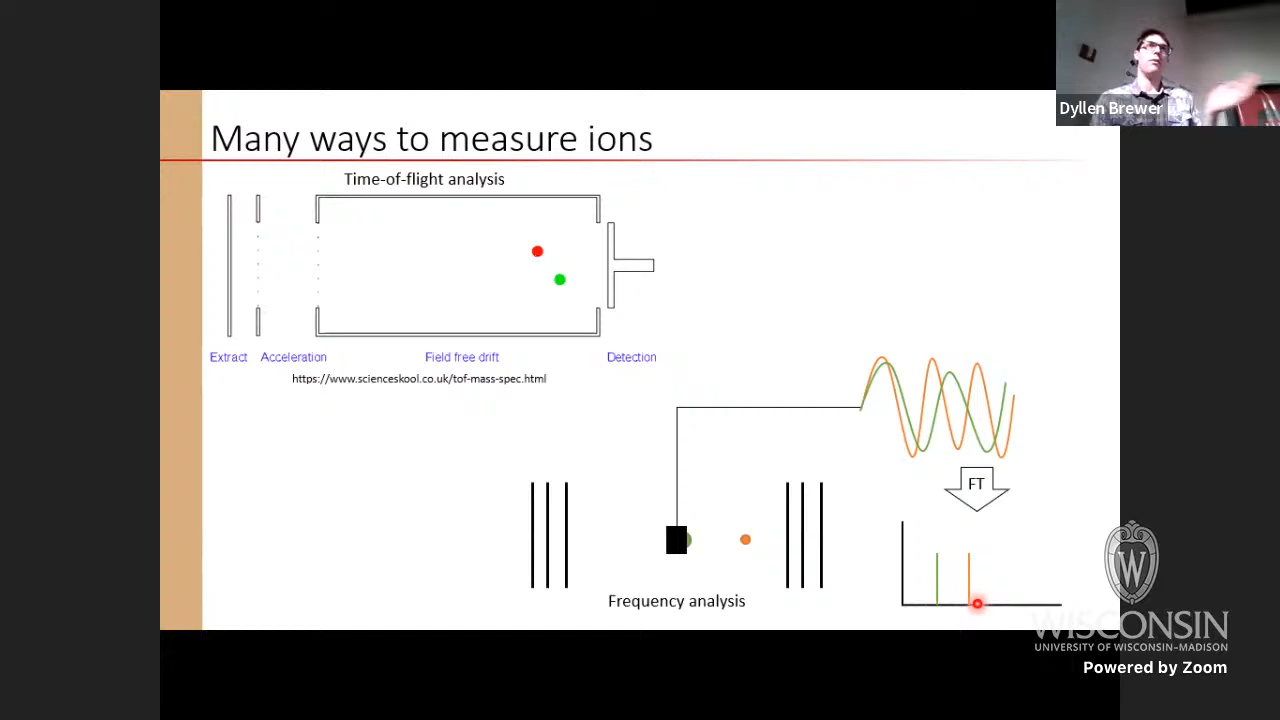 Dyllen Brewer
Many ways to measure ions
Time-of-flight analysis
Extract
Acceleration
Field free drift
Detection
https://www.scienceskool.co.uk/tof-mass-spec.html
FT
Frequency analysis
W
WISCONSIN
UNIVERSITY OF WISCONSIN–MADISON
Powered by Zoom